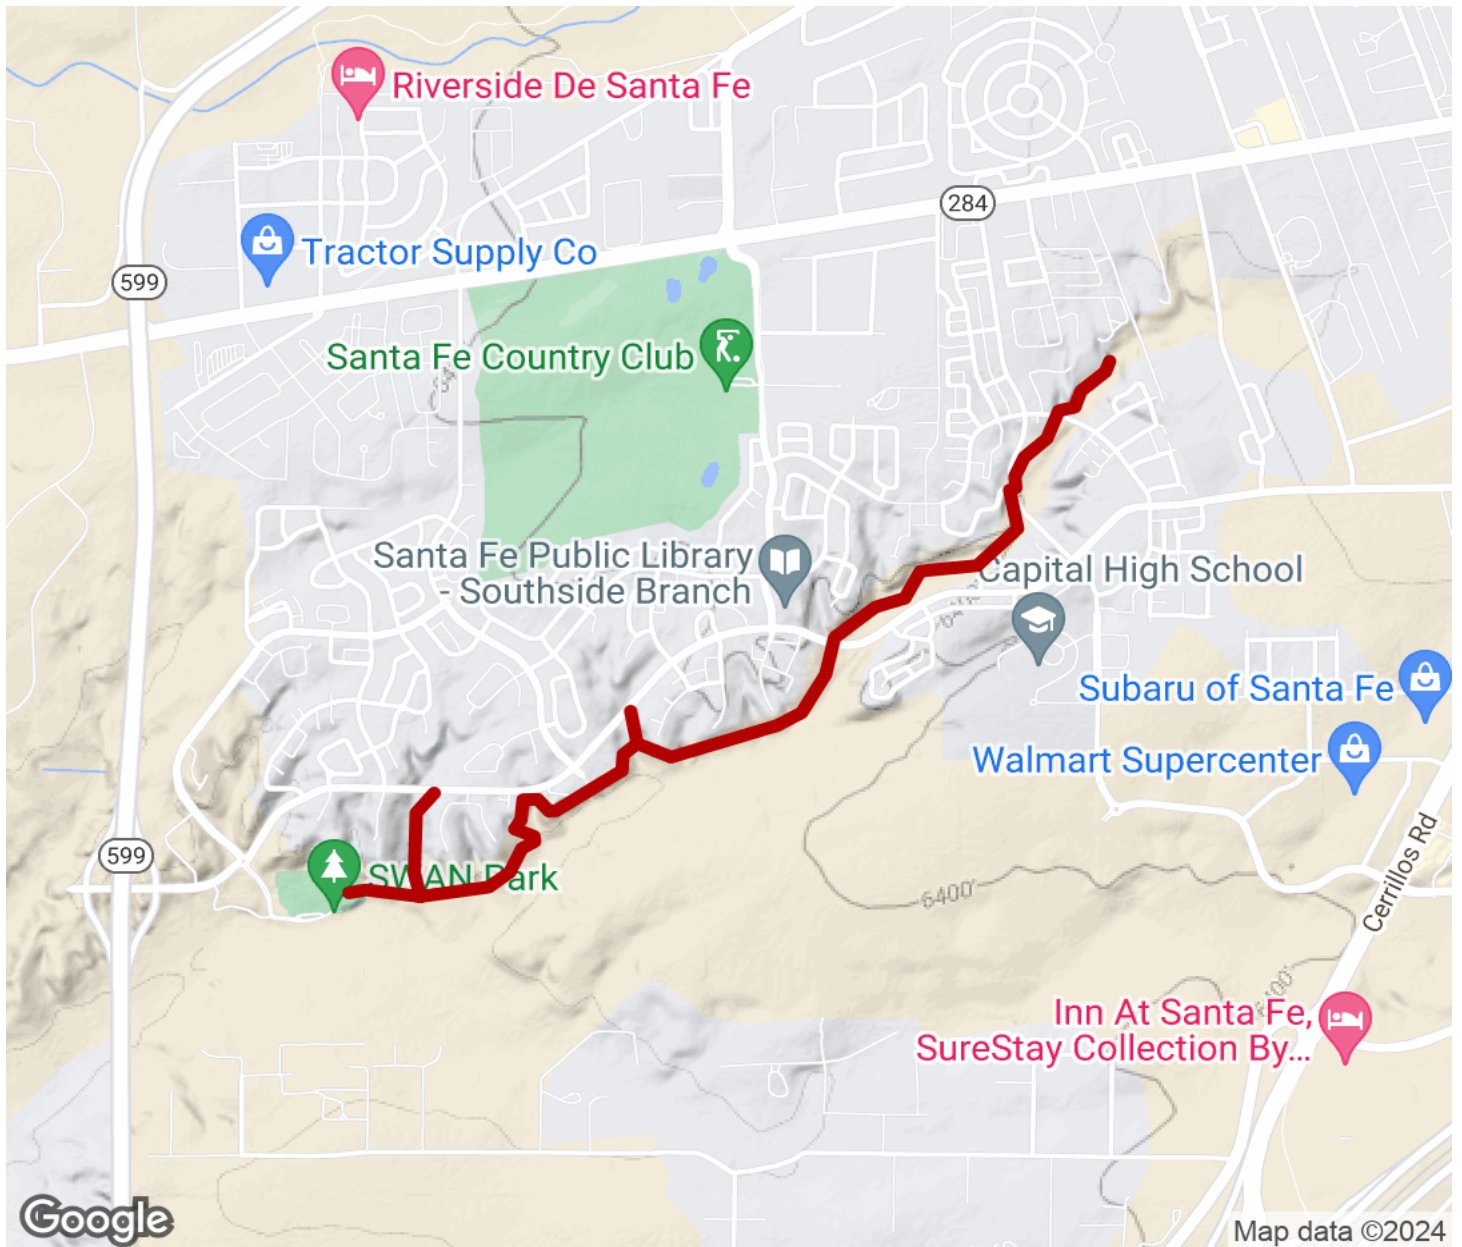 Riverside De Santa Fe
284
Tractor Supply Co
599
Santa Fe Country Club
Santa Fe Public Library
- Southside Branch
Capital High School
Subaru of Santa Fe
Walmart Supercenter
599
SWAN Park
6400'
Cerrillos Rd
Inn At Santa Fe,
SureStay Collection By...
Google
Map data ©2024